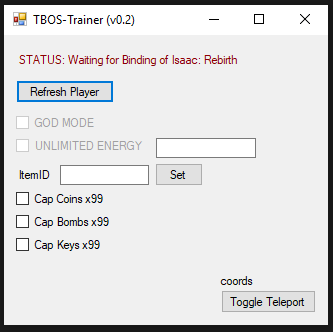 TBOS-Trainer (v0.2)
STATUS: Waiting for Binding of Isaac: Rebirth
Refresh Player
GOD MODE
UNLIMITED ENERGY
ItemID Set
Cap Coins x99
Cap Bombs x99
Cap Keys x99
coords
Toggle Teleport